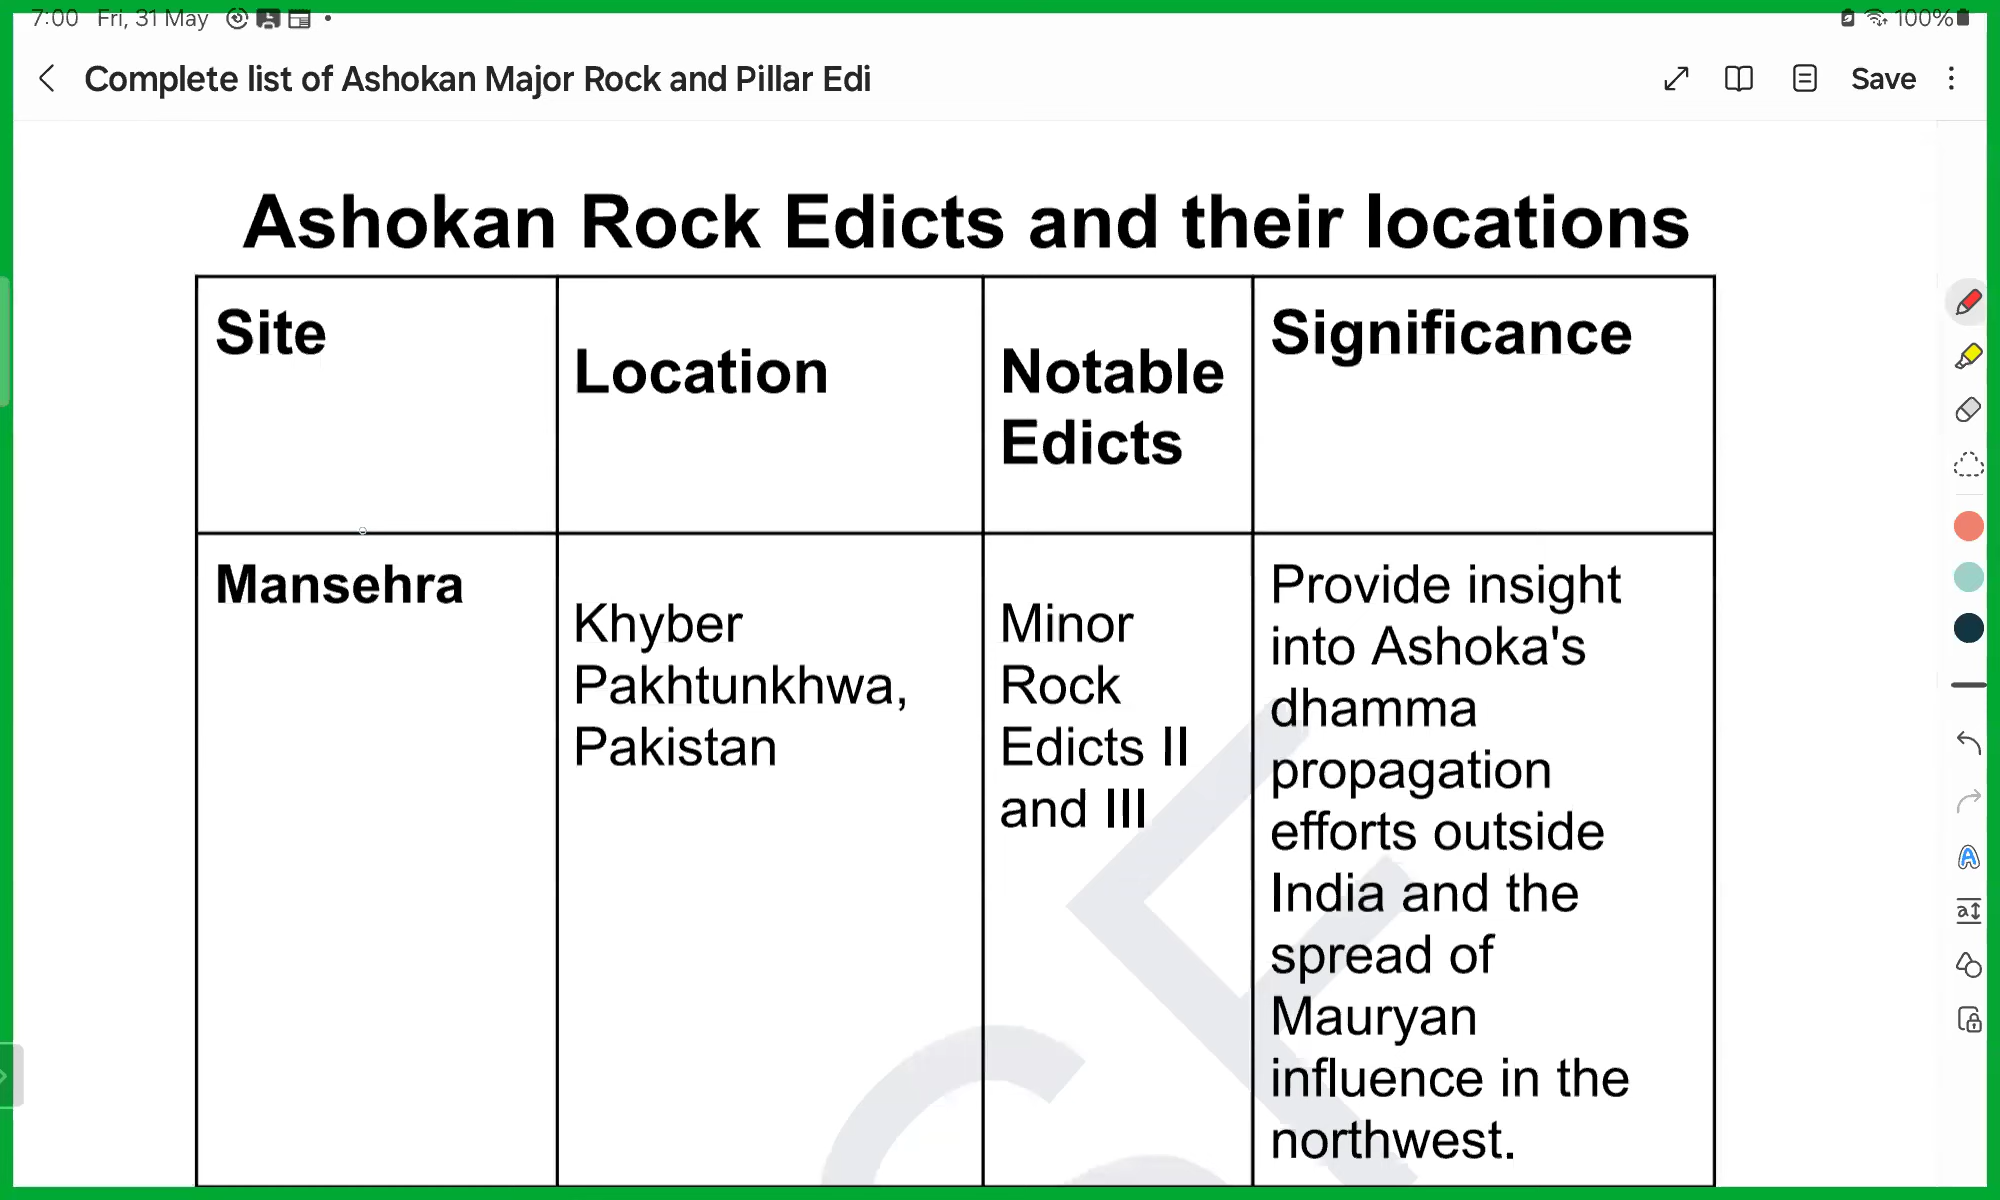 7:00 Fri, 31 May
100%
Complete list of Ashokan Major Rock and Pillar Edi
Save
Ashokan Rock Edicts and their locations
Site
Location
Notable
Edicts
Significance
Mansehra
Khyber
Pakhtunkhwa,
Pakistan
Minor
Rock
Edicts II
and III
Provide insight
into Ashoka's
dhamma
propagation
efforts outside
India and the
spread of
Mauryan
influence in the
northwest.